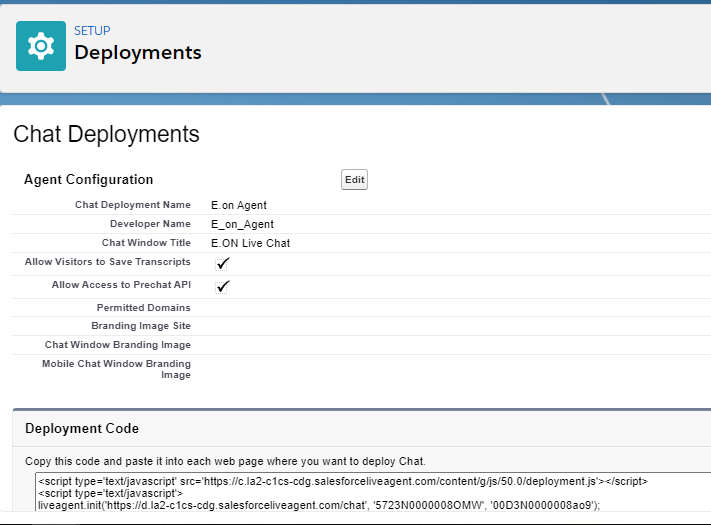 SETUP
Deployments
Chat Deployments
Agent Configuration
Edit
Chat Deployment Name E.on Agent
Developer Name E_on_Agent
Chat Window Title E.ON Live Chat
Allow Visitors to Save Transcripts ✓
Allow Access to Prechat API ✓
Permitted Domains
Branding Image Site
Chat Window Branding Image
Mobile Chat Window Branding
Image
Deployment Code
Copy this code and paste it into each web page where you want to deploy Chat.
<script type='text/javascript' src='https://c.la2-c1cs-cdg.salesforceliveagent.com/content/g/js/50.0/deployment.js'></script>
<script type='text/javascript'>
liveagent.init('https://d.la2-c1cs-cdg.salesforceliveagent.com/chat', '5723N0000008OMW', '00D3N0000008ao9');